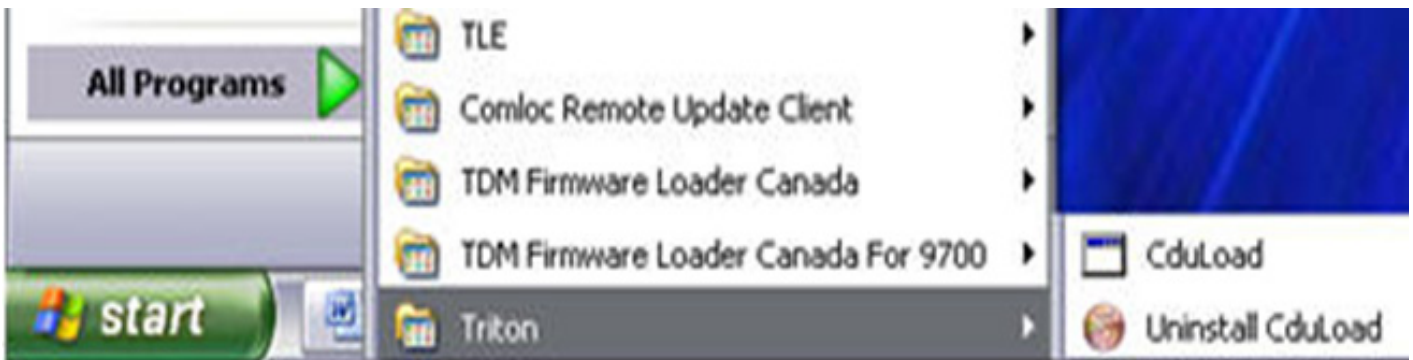 All Programs
TLE
Comloc Remote Update Client
TDM Firmware Loader Canada
TDM Firmware Loader Canada For 9700
Triton
CduLoad
Uninstall CduLoad
start